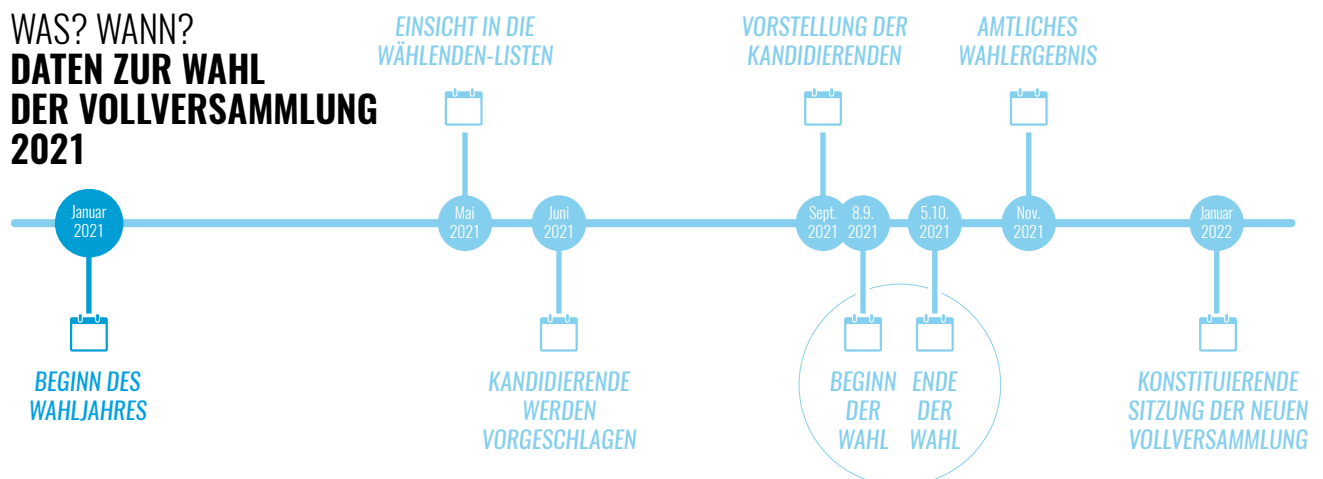 WAS? WANN?
DATEN ZUR WAHL
DER VOLLVERSAMMLUNG
2021
EINSICHT IN DIE
WÄHLENDEN-LISTEN
VORSTELLUNG DER
KANDIDIERENDEN
AMTLICHES
WAHLERGEBNIS
Januar
2021
Mai
2021
Juni
2021
Sept.
2021
8.9.
2021
5.10.
2021
Nov.
2021
Januar
2022
BEGINN DES
WAHLJAHRES
KANDIDIERENDE
WERDEN
VORGESCHLAGEN
BEGINN
DER
WAHL
ENDE
DER
WAHL
KONSTITUIERENDE
SITZUNG DER NEUEN
VOLLVERSAMMLUNG